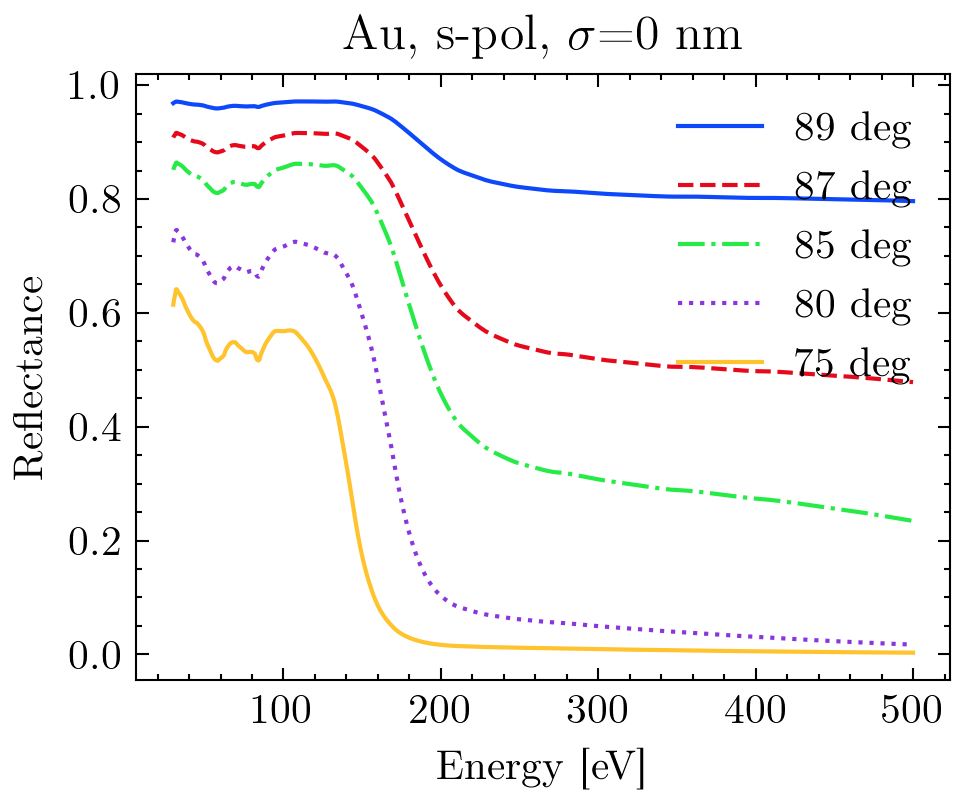 Au, s-pol, σ=0 nm
1.0
0.8
0.6
0.4
0.2
0.0
Reflectance
89 deg
87 deg
85 deg
80 deg
75 deg
100 200 300 400 500
Energy [eV]